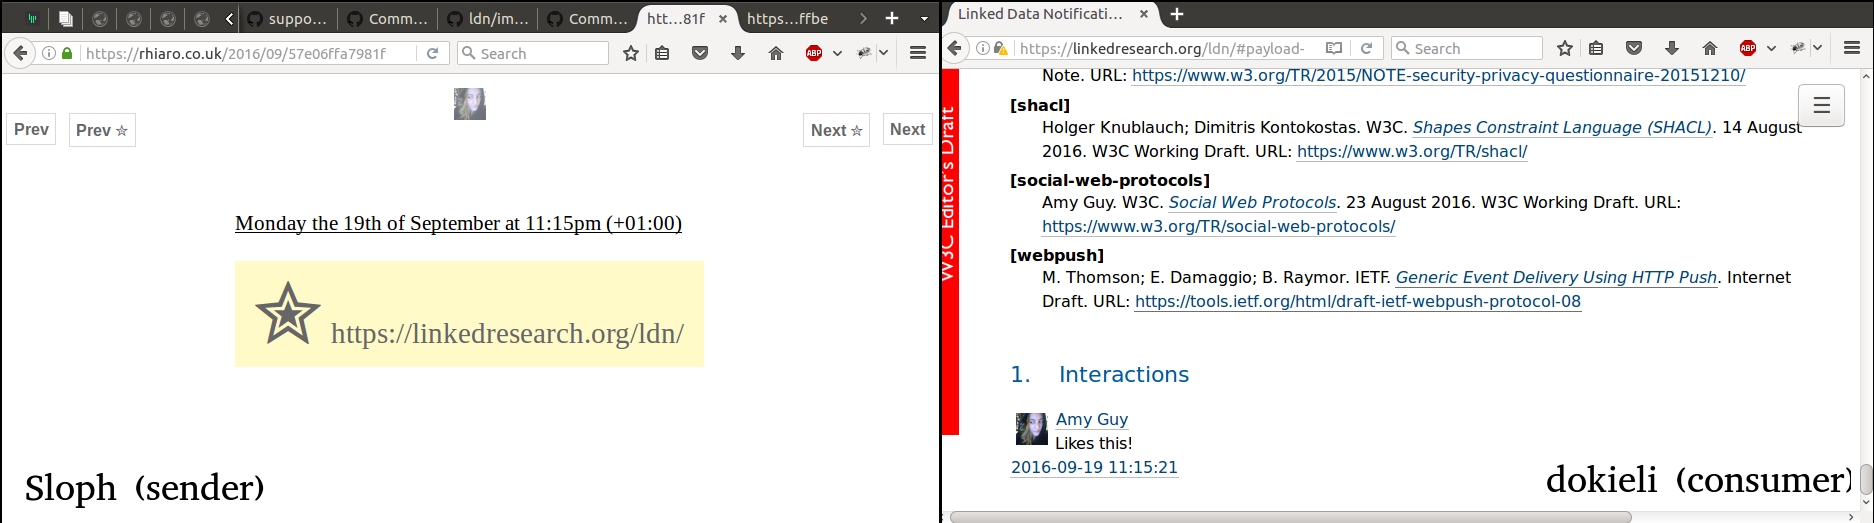 suppo...
Comm...
ldn/im...
Comm...
htt...81f
https...ffbe
https://rhiaro.co.uk/2016/09/57e06ffa7981f
Search
ABP
Prev
Prev ☆
Next ☆
Next
Monday the 19th of September at 11:15pm (+01:00)
https://linkedresearch.org/ldn/
Sloph (sender)
Linked Data Notificati...
https://linkedresearch.org/ldn/#payload-
Search
ABP
W3C Editor's Draft
Note. URL: https://www.w3.org/TR/2015/NOTE-security-privacy-questionnaire-20151210/
[shacl]
Holger Knublauch; Dimitris Kontokostas. W3C. Shapes Constraint Language (SHACL). 14 August
2016. W3C Working Draft. URL: https://www.w3.org/TR/shacl/
[social-web-protocols]
Amy Guy. W3C. Social Web Protocols. 23 August 2016. W3C Working Draft. URL:
https://www.w3.org/TR/social-web-protocols/
[webpush]
M. Thomson; E. Damaggio; B. Raymor. IETF. Generic Event Delivery Using HTTP Push. Internet
Draft. URL: https://tools.ietf.org/html/draft-ietf-webpush-protocol-08
1. Interactions
Amy Guy
Likes this!
2016-09-19 11:15:21
dokieli (consumer)